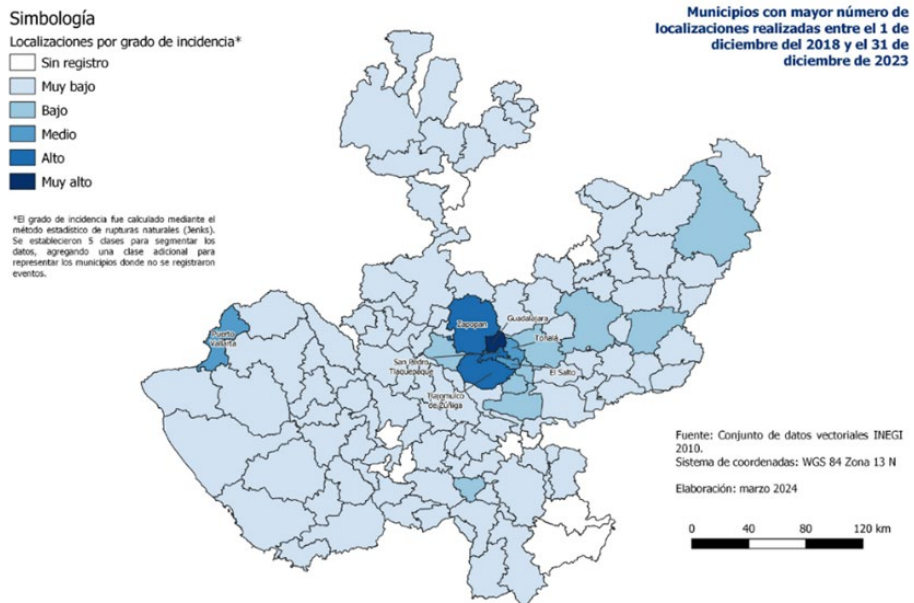 Simbología
Localizaciones por grado de incidencia*
Sin registro
Muy bajo
Bajo
Medio
Alto
Muy alto
*El grado de incidencia fue calculado mediante el
método estadístico de rupturas naturales (Jenks).
Se establecieron 5 clases para segmentar los
datos, agregando una clase adicional para
representar los municipios donde no se registraron
eventos.
Municipios con mayor número de
localizaciones realizadas entre el 1 de
diciembre del 2018 y el 31 de
diciembre de 2023
Puerto
Vallarta
Zapopan
Guadalajara
Tonalá
San Pedro
Tlaquepaque
El Salto
Tlajomulco
de Zúñiga
Fuente: Conjunto de datos vectoriales INEGI
2010.
Sistema de coordenadas: WGS 84 Zona 13 N
Elaboración: marzo 2024
0 40 80 120 km